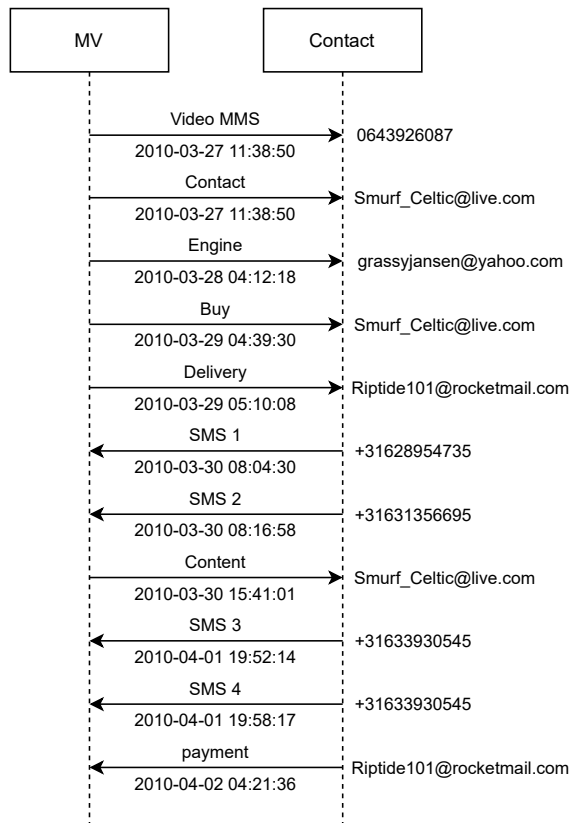 MV Contact
Video MMS
0643926087
2010-03-27 11:38:50
Contact
Smurf_Celtic@live.com
2010-03-27 11:38:50
Engine
grassyjansen@yahoo.com
2010-03-28 04:12:18
Buy
Smurf_Celtic@live.com
2010-03-29 04:39:30
Delivery
Riptide101@rocketmail.com
2010-03-29 05:10:08
SMS 1
+31628954735
2010-03-30 08:04:30
SMS 2
+31631356695
2010-03-30 08:16:58
Content
Smurf_Celtic@live.com
2010-03-30 15:41:01
SMS 3
+31633930545
2010-04-01 19:52:14
SMS 4
+31633930545
2010-04-01 19:58:17
payment
Riptide101@rocketmail.com
2010-04-02 04:21:36